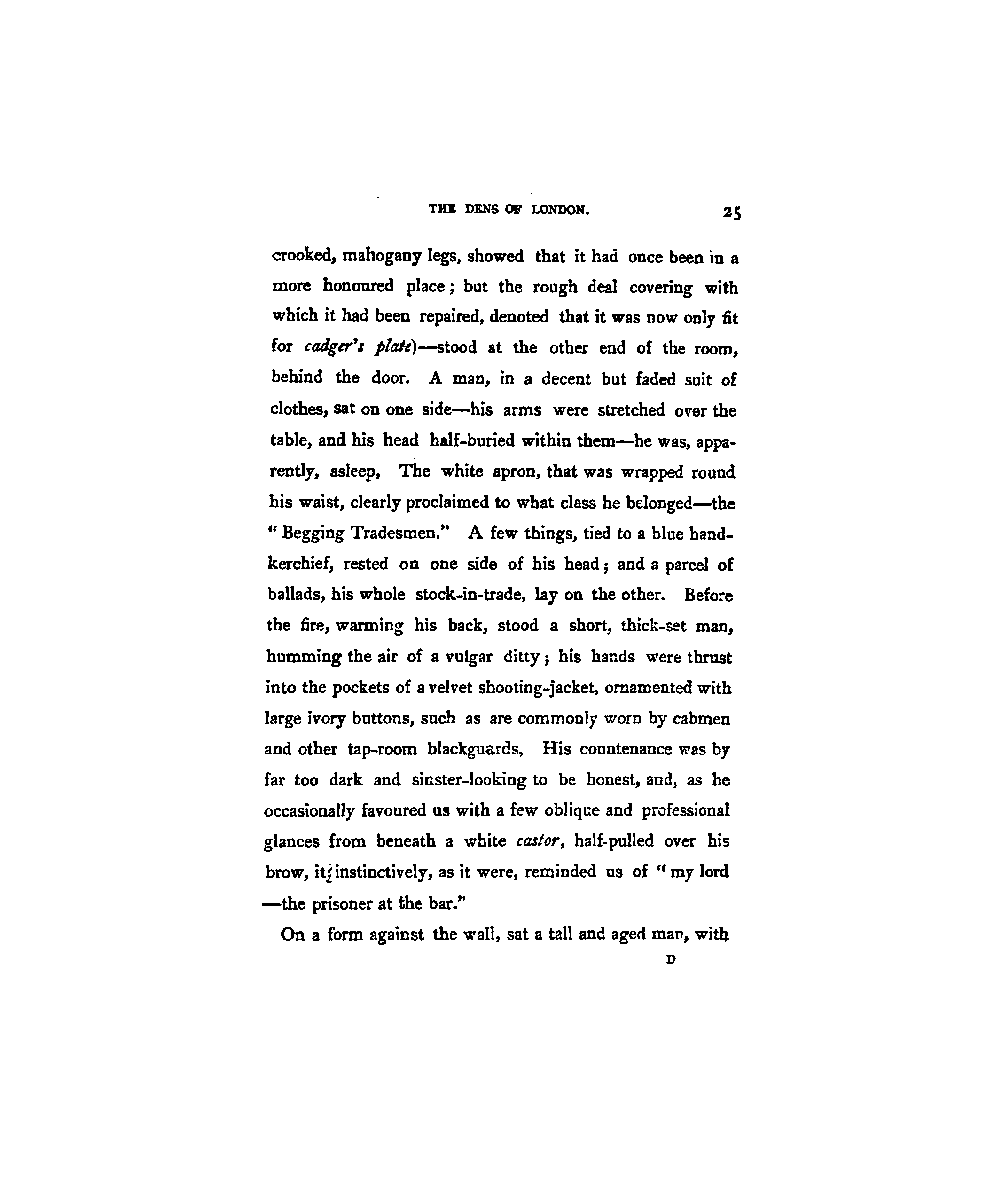 THE DENS OF LONDON. 25
crooked, mahogany legs, showed that it had once been in a
more honoured place; but the rough deal covering with
which it had been repaired, denoted that it was now only fit
for cadger's plate)—stood at the other end of the room,
behind the door. A man, in a decent but faded suit of
clothes, sat on one side—his arms were stretched over the
table, and his head half-buried within them—he was, appa-
rently, asleep. The white apron, that was wrapped round
his waist, clearly proclaimed to what class he belonged—the
“ Begging Tradesmen.” A few things, tied to a blue hand-
kerchief, rested on one side of his head; and a parcel of
ballads, his whole stock-in-trade, lay on the other. Before
the fire, warming his back, stood a short, thick-set man,
humming the air of a vulgar ditty; his hands were thrust
into the pockets of a velvet shooting-jacket, ornamented with
large ivory buttons, such as are commonly worn by cabmen
and other tap-room blackguards. His countenance was by
far too dark and sinster-looking to be honest, and, as he
occasionally favoured us with a few oblique and professional
glances from beneath a white castor, half-pulled over his
brow, it instinctively, as it were, reminded us of “ my lord
—the prisoner at the bar.”
On a form against the wall, sat a tall and aged man, with
D